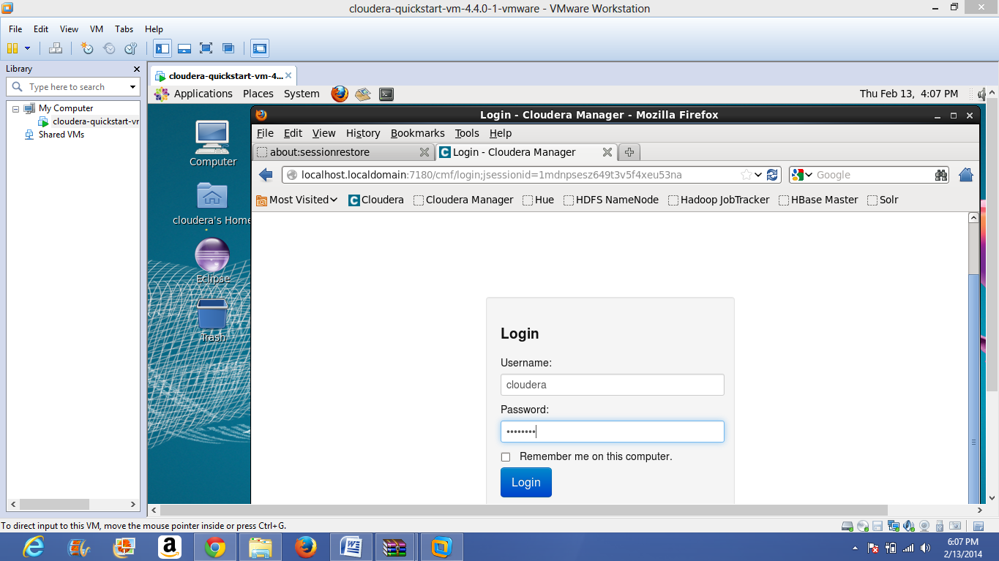 cloudera-quickstart-vm-4.4.0-1-vmware - VMware Workstation
File Edit View VM Tabs Help
Library
Type here to search
My Computer
cloudera-quickstart-vr
Shared VMs
cloudera-quickstart-vm-4...
Applications Places System
Thu Feb 13, 4:07 PM
Computer
cloudera's Home
Eclipse
Trash
Login - Cloudera Manager - Mozilla Firefox
File Edit View History Bookmarks Tools Help
about:sessionrestore
Login - Cloudera Manager
localhost.localdomain:7180/cmf/login;jsessionid=1mdnpsesz649t3v5f4xeu53na
Google
Most Visited Cloudera Cloudera Manager Hue HDFS NameNode Hadoop JobTracker HBase Master Solr
Login
Username:
cloudera
Password:
••••••••
Remember me on this computer.
Login
To direct input to this VM, move the mouse pointer inside or press Ctrl+G.
6:07 PM
2/13/2014